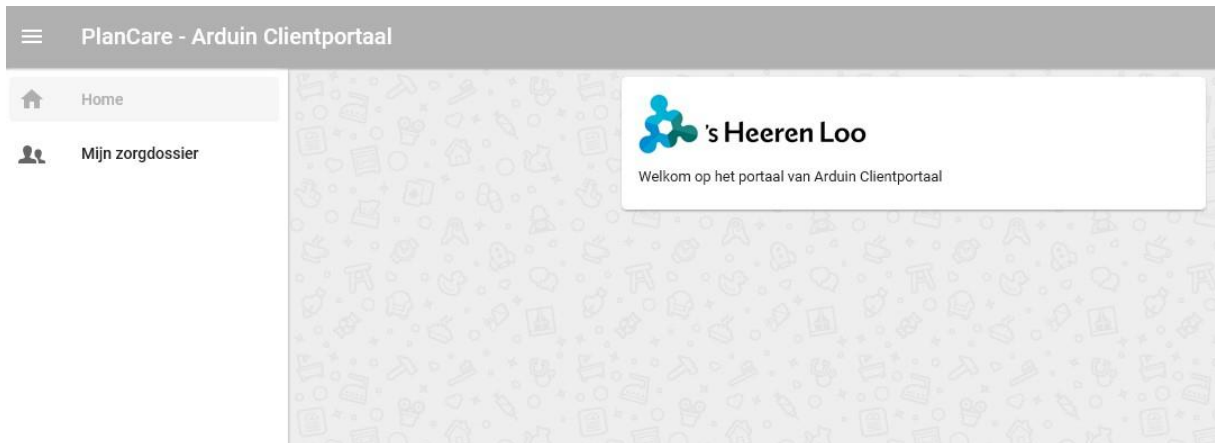 PlanCare - Arduin Clientportaal
Home
Mijn zorgdossier
's Heeren Loo
Welkom op het portaal van Arduin Clientportaal